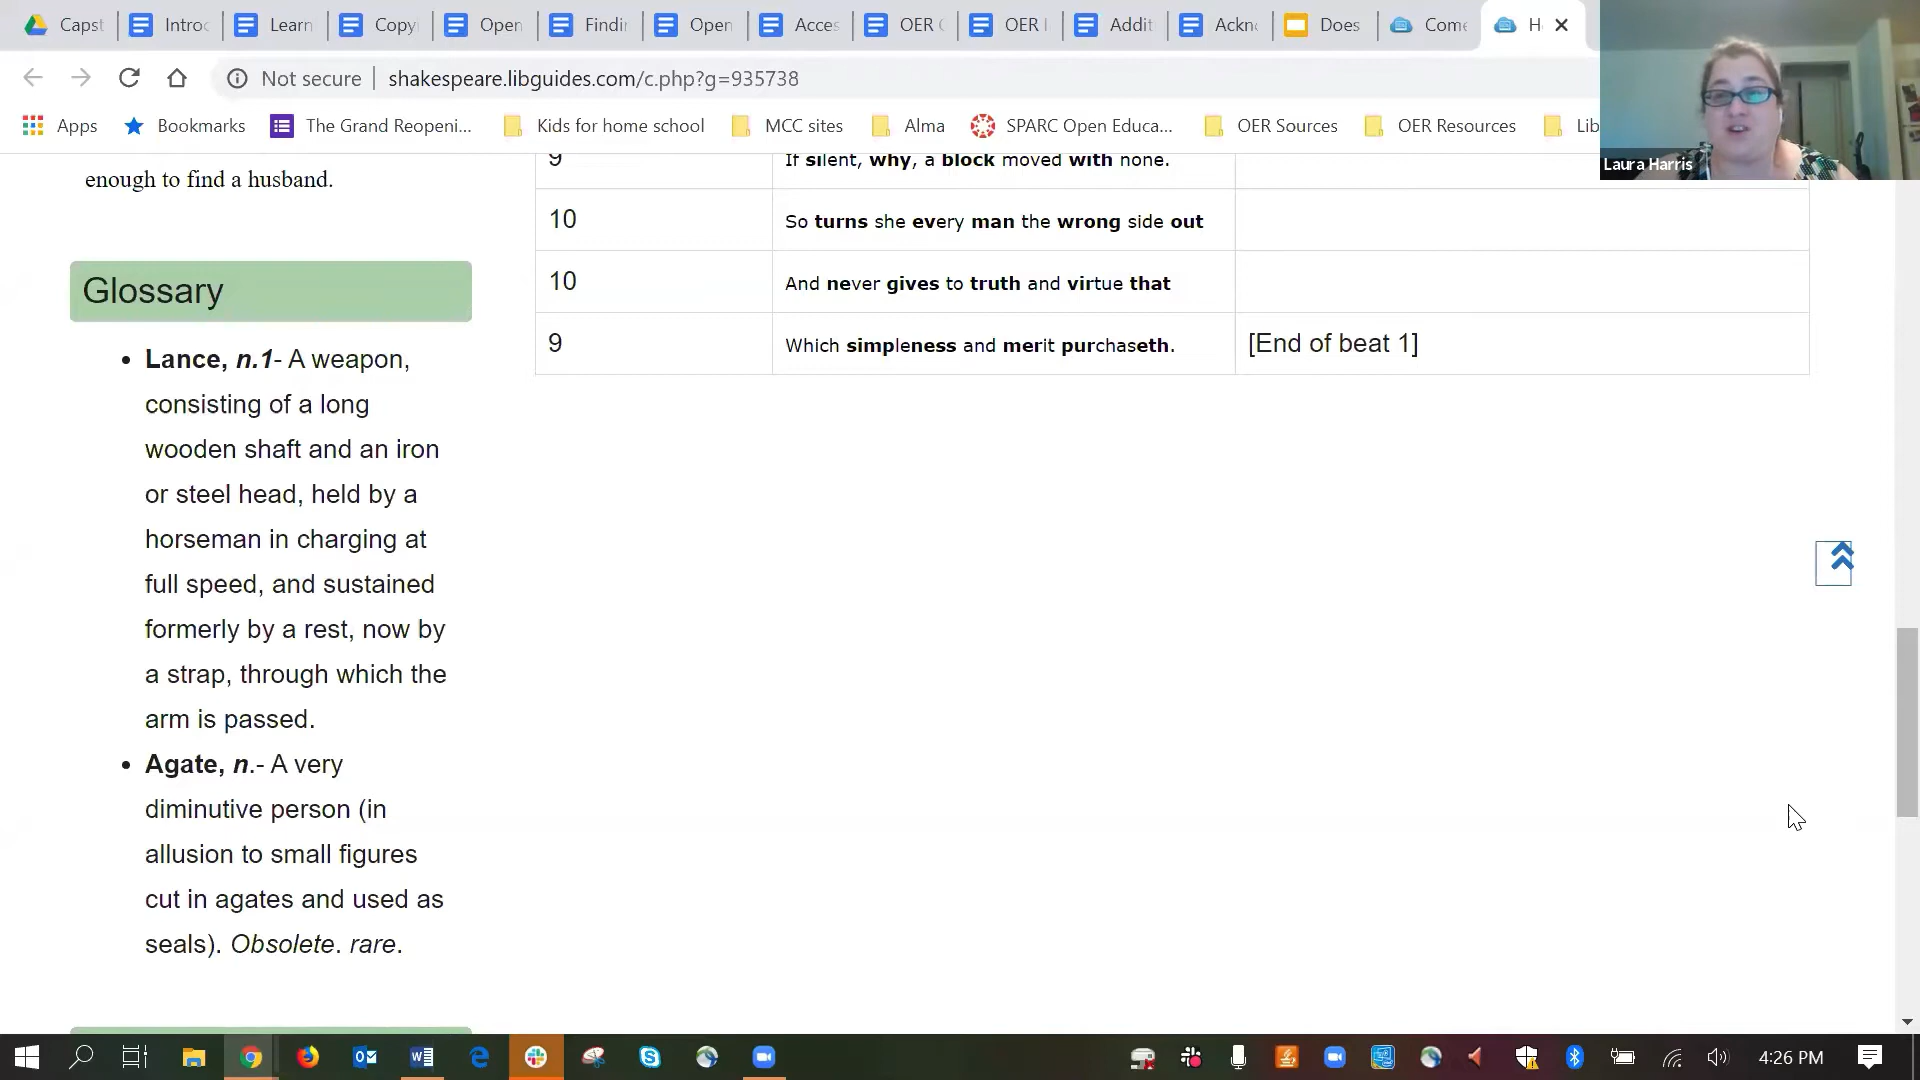 Capst
Introc
Learn
Copy
Open
Findi
Open
Acces
OER C
OER I
Addit
Ackn
Does
Come
H
Not secure
shakespeare.libguides.com/c.php?g=935738
Apps
Bookmarks
The Grand Reopeni...
Kids for home school
MCC sites
Alma
SPARC Open Educa...
OER Sources
OER Resources
Lib
Laura Harris
enough to find a husband.
9 If silent, why, a block moved with none.
10 So turns she every man the wrong side out
10 And never gives to truth and virtue that
9 Which simpleness and merit purchaseth. [End of beat 1]
Glossary
• Lance, n.1- A weapon,
consisting of a long
wooden shaft and an iron
or steel head, held by a
horseman in charging at
full speed, and sustained
formerly by a rest, now by
a strap, through which the
arm is passed.
• Agate, n.- A very
diminutive person (in
allusion to small figures
cut in agates and used as
seals). Obsolete. rare.
4:26 PM